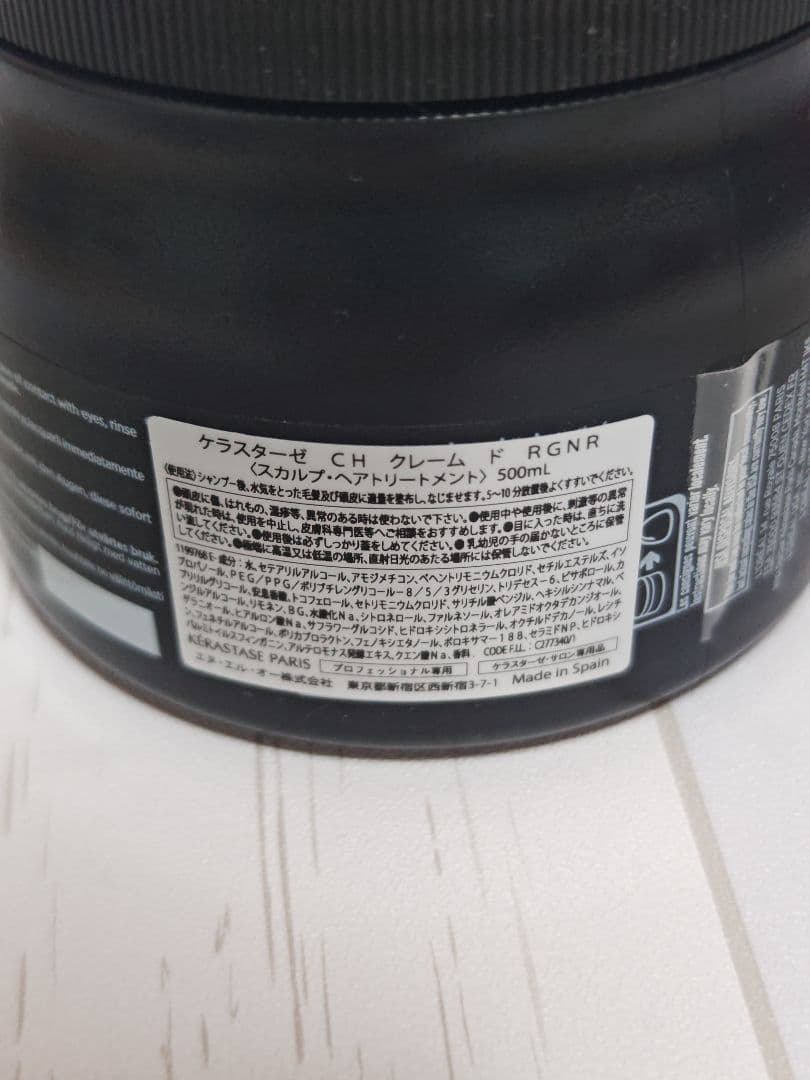 of contact with eyes, rinse
immediatamente
den Augen, diese sofort
ケラスターゼ　ＣＨ　クレーム　ド　ＲＧＮＲ
〈スカルプ・ヘアトリートメント〉 500mL
〈使用法〉シャンプー後、水気をとった毛髪及び頭皮に適量を塗布し、なじませます。5～10 分放置後よくすすいでください。
●頭皮に傷、はれもの、湿疹等、異常のある時は使わないで下さい。●使用中や使用後に、刺激等の異常
が現れた時は、使用を中止し、皮膚科専門医等へご相談をおすすめします。●目に入った時は、直ちに洗
い流してください。●使用後は必ずしっかり蓋をしめてください。● 乳幼児の手の届かないところに保管
してください。●極端に高温又は低温の場所、直射日光のあたる場所には保管しないでください。
1199768 E- 成分：水、セテアリルアルコール、アモジメチコン、ベヘントリモニウムクロリド、セチルエステルズ、イソ
プロパノール、ＰＥＧ／ＰＰＧ／ポリブチレングリコール－８／５／３グリセリン、トリデセス－６、ビサボロール、カ
プリリルグリコール、安息香酸、トコフェロール、セトリモニウムクロリド、サリチル酸ベンジル、ヘキシルシンナマル、ベ
ンジルアルコール、リモネン、ＢＧ、水酸化Ｎａ、シトロネロール、ファルネソール、オレアミドオクタデカンジオール、
ゲラニオール、ヒアルロン酸Ｎａ、サフラワーグルコシド、ヒドロキシシトロネラール、オクチルドデカノール、レシチ
ン、フェネチルアルコール、ポリカプロラクトン、フェノキシエタノール、ポロキサマー１８８、セラミドＮＰ、ヒドロキシ
パルミトイルスフィンガニン、アルテロモナス発酵エキス、クエン酸Ｎａ、香料　CODE F.I.L. : C277340/1
KÉRASTASE PARIS　プロフェッショナル専用　ケラスターゼ・サロン専用品
エヌ・エル・オー株式会社　東京都新宿区西新宿3-7-1　Made in Spain